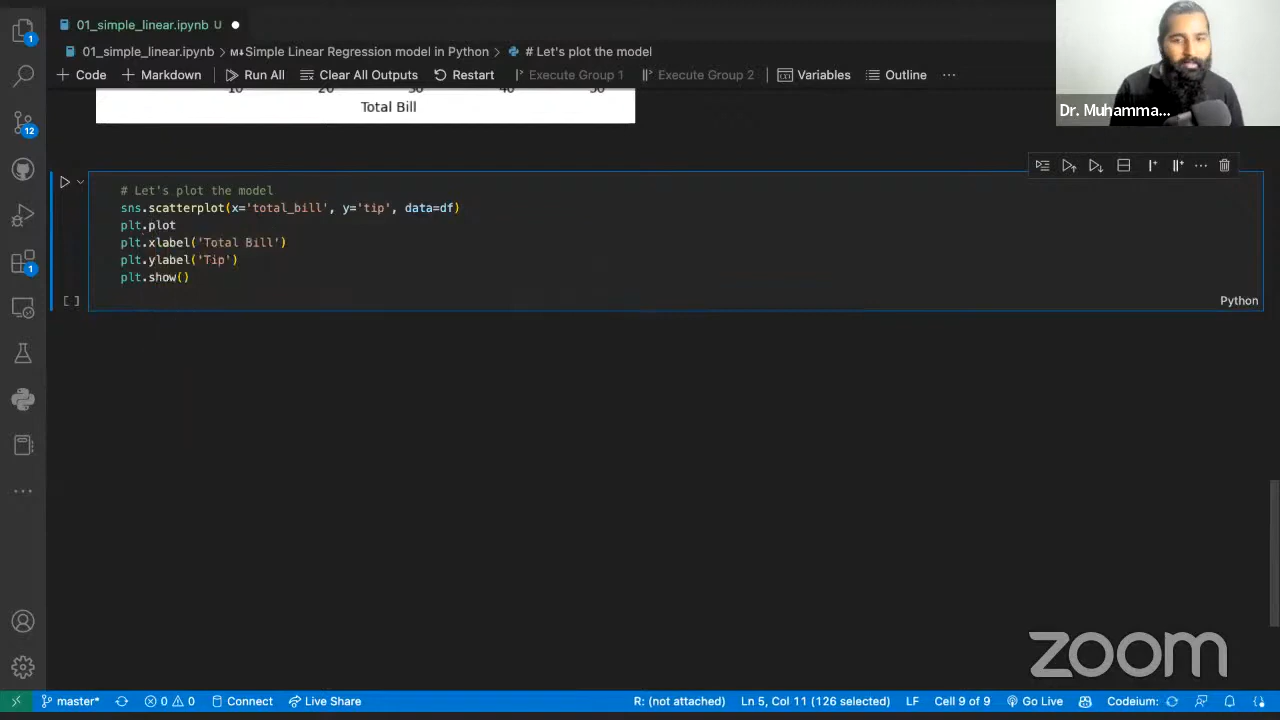 01_simple_linear.ipynb U
01_simple_linear.ipynb > M↓ Simple Linear Regression model in Python > # Let's plot the model
+ Code + Markdown Run All Clear All Outputs Restart Execute Group 1 Execute Group 2 Variables Outline ...
10 20 30 40 50
Total Bill
Dr. Muhamma...
# Let's plot the model
sns.scatterplot(x='total_bill', y='tip', data=df)
plt.plot
plt.xlabel('Total Bill')
plt.ylabel('Tip')
plt.show()
[ ]
Python
1
12
1
zoom
master* 0 0 Connect Live Share R: (not attached) Ln 5, Col 11 (126 selected) LF Cell 9 of 9 Go Live Codeium: